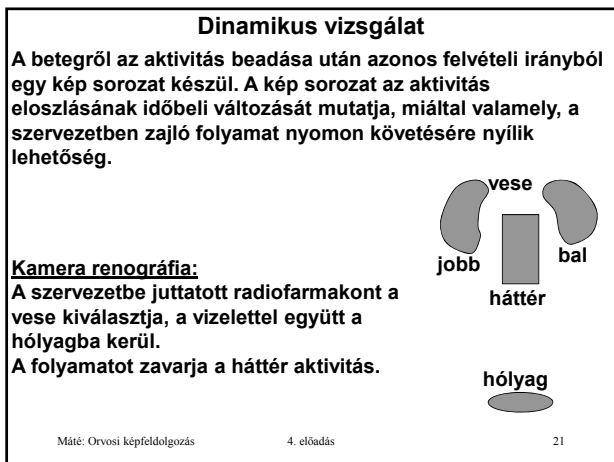 Dinamikus vizsgálat
A betegről az aktivitás beadása után azonos felvételi irányból
egy kép sorozat készül. A kép sorozat az aktivitás
eloszlásának időbeli változását mutatja, miáltal valamely, a
szervezetben zajló folyamat nyomon követésére nyílik
lehetőség.
vese
jobb
bal
háttér
Kamera renográfia:
A szervezetbe juttatott radiofarmakont a
vese kiválasztja, a vizelettel együtt a
hólyagba kerül.
A folyamatot zavarja a háttér aktivitás.
hólyag
Máté: Orvosi képfeldolgozás 4. előadás 21